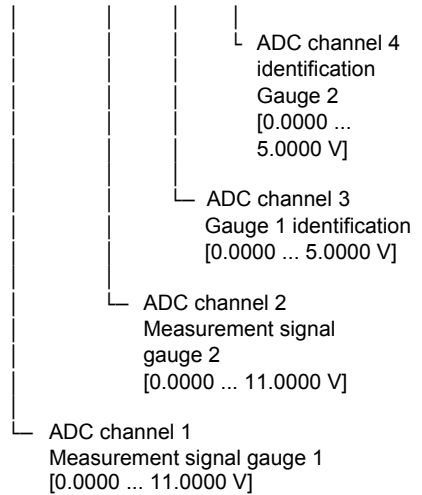 ADC channel 4
identification
Gauge 2
[0.0000 ...
5.0000 V]
ADC channel 3
Gauge 1 identification
[0.0000 ... 5.0000 V]
ADC channel 2
Measurement signal
gauge 2
[0.0000 ... 11.0000 V]
ADC channel 1
Measurement signal gauge 1
[0.0000 ... 11.0000 V]